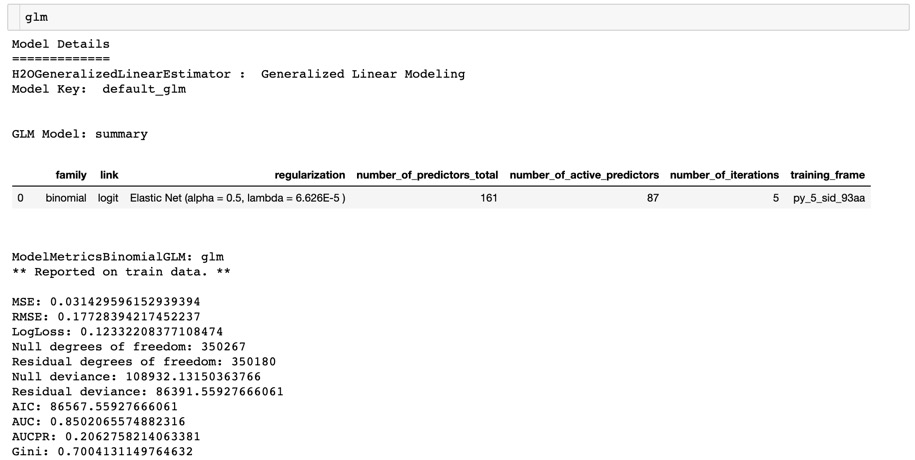 glm
Model Details
=============
H2OGeneralizedLinearEstimator :  Generalized Linear Modeling
Model Key:  default_glm
GLM Model: summary
family link regularization number_of_predictors_total number_of_active_predictors number_of_iterations training_frame
0 binomial logit Elastic Net (alpha = 0.5, lambda = 6.626E-5 ) 161 87 5 py_5_sid_93aa
ModelMetricsBinomialGLM: glm
** Reported on train data. **
MSE: 0.031429596152939394
RMSE: 0.17728394217452237
LogLoss: 0.12332208377108474
Null degrees of freedom: 350267
Residual degrees of freedom: 350180
Null deviance: 108932.13150363766
Residual deviance: 86391.55927666061
AIC: 86567.55927666061
AUC: 0.8502065574882316
AUCPR: 0.2062758214063381
Gini: 0.7004131149764632